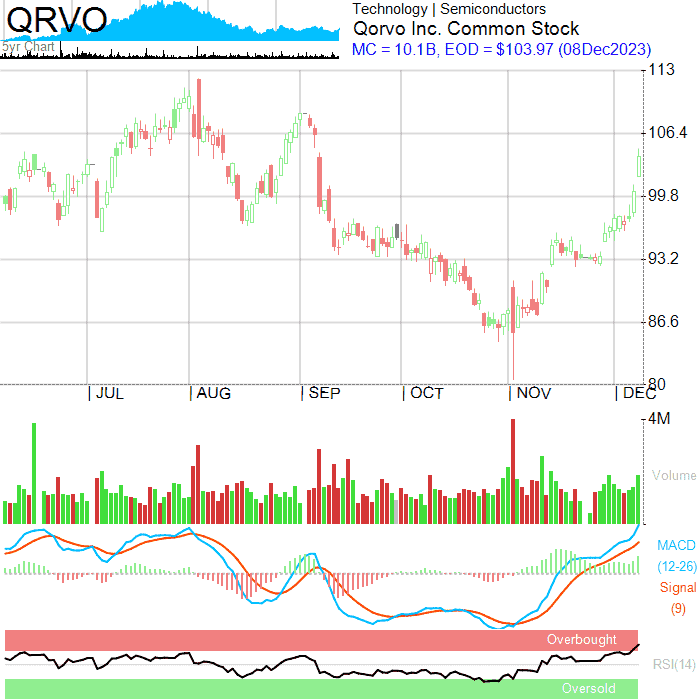 QRVO
5yr Chart
Technology | Semiconductors
Qorvo Inc. Common Stock
MC = 10.1B, EOD = $103.97 (08Dec2023)
113
106.4
99.8
93.2
86.6
80
| JUL
| AUG
| SEP
| OCT
| NOV
| DEC
4M
Volume
MACD
(12-26)
Signal
(9)
Overbought
RSI(14)
Oversold